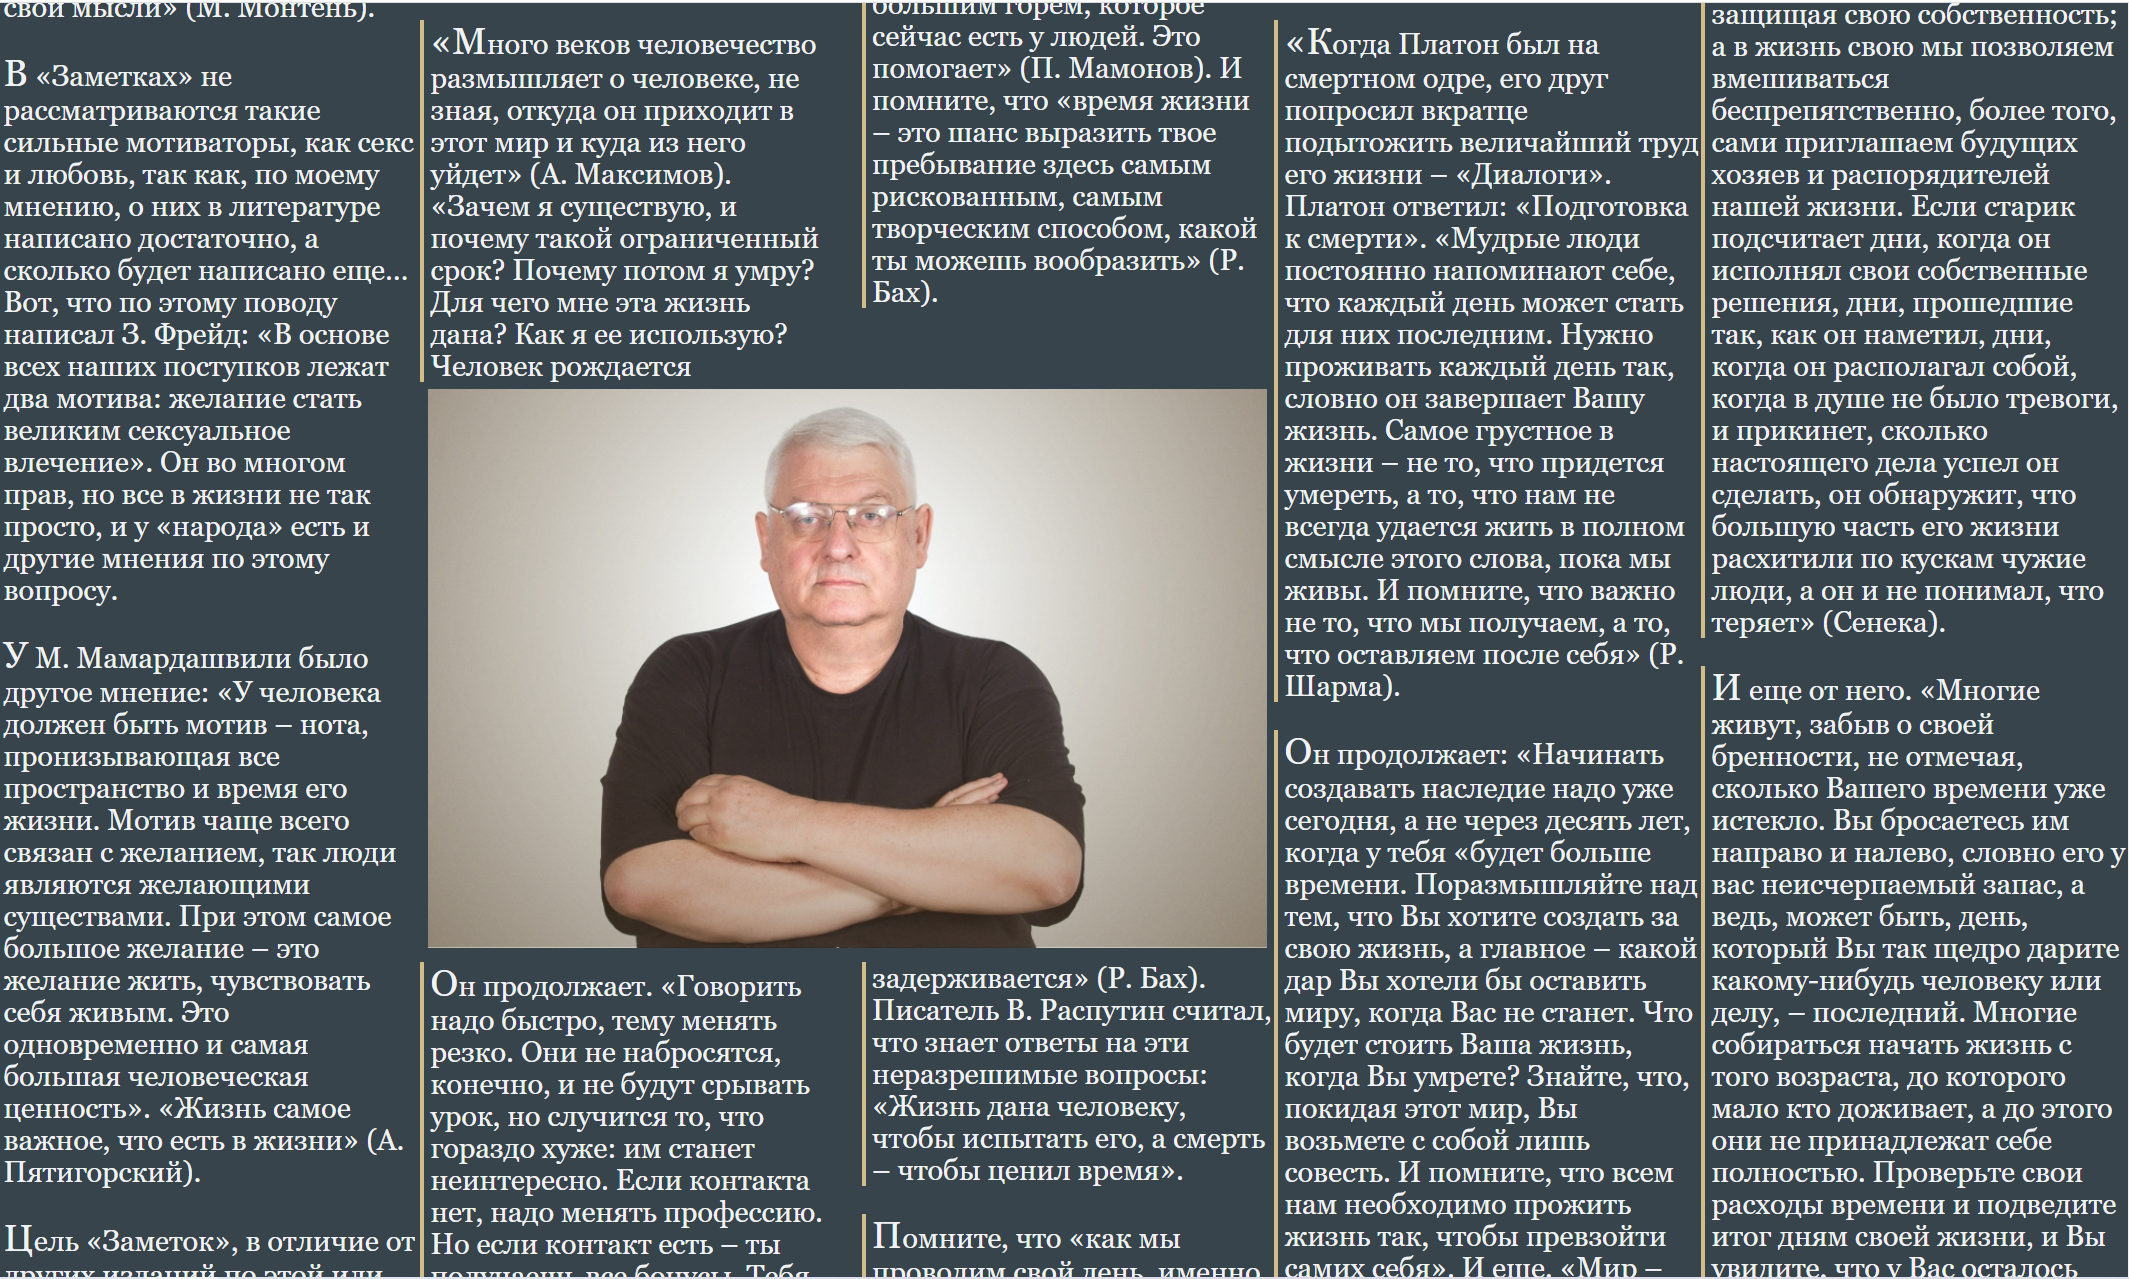 свои мысли» (М. Монтень).
В «Заметках» не
рассматриваются такие
сильные мотиваторы, как секс
и любовь, так как, по моему
мнению, о них в литературе
написано достаточно, а
сколько будет написано еще...
Вот, что по этому поводу
написал З. Фрейд: «В основе
всех наших поступков лежат
два мотива: желание стать
великим сексуальное
влечение». Он во многом
прав, но все в жизни не так
просто, и у «народа» есть и
другие мнения по этому
вопросу.
У М. Мамардашвили было
другое мнение: «У человека
должен быть мотив – нота,
пронизывающая все
пространство и время его
жизни. Мотив чаще всего
связан с желанием, так люди
являются желающими
существами. При этом самое
большое желание – это
желание жить, чувствовать
себя живым. Это
одновременно и самая
большая человеческая
ценность». «Жизнь самое
важное, что есть в жизни» (А.
Пятигорский).
Цель «Заметок», в отличие от
других изданий по этой или
«Много веков человечество
размышляет о человеке, не
зная, откуда он приходит в
этот мир и куда из него
уйдет» (А. Максимов).
«Зачем я существую, и
почему такой ограниченный
срок? Почему потом я умру?
Для чего мне эта жизнь
дана? Как я ее использую?
Человек рождается
Он продолжает. «Говорить
надо быстро, тему менять
резко. Они не набросятся,
конечно, и не будут срывать
урок, но случится то, что
гораздо хуже: им станет
неинтересно. Если контакта
нет, надо менять профессию.
Но если контакт есть – ты
получаешь все бонусы. Тебя
большим горем, которое
сейчас есть у людей. Это
помогает» (П. Мамонов). И
помните, что «время жизни
– это шанс выразить твое
пребывание здесь самым
рискованным, самым
творческим способом, какой
ты можешь вообразить» (Р.
Бах).
задерживается» (Р. Бах).
Писатель В. Распутин считал,
что знает ответы на эти
неразрешимые вопросы:
«Жизнь дана человеку,
чтобы испытать его, а смерть
– чтобы ценил время».
Помните, что «как мы
проводим свой день, именно
«Когда Платон был на
смертном одре, его друг
попросил вкратце
подытожить величайший труд
его жизни – «Диалоги».
Платон ответил: «Подготовка
к смерти». «Мудрые люди
постоянно напоминают себе,
что каждый день может стать
для них последним. Нужно
проживать каждый день так,
словно он завершает Вашу
жизнь. Самое грустное в
жизни – не то, что придется
умереть, а то, что нам не
всегда удается жить в полном
смысле этого слова, пока мы
живы. И помните, что важно
не то, что мы получаем, а то,
что оставляем после себя» (Р.
Шарма).
Он продолжает: «Начинать
создавать наследие надо уже
сегодня, а не через десять лет,
когда у тебя «будет больше
времени. Поразмышляйте над
тем, что Вы хотите создать за
свою жизнь, а главное – какой
дар Вы хотели бы оставить
миру, когда Вас не станет. Что
будет стоить Ваша жизнь,
когда Вы умрете? Знайте, что,
покидая этот мир, Вы
возьмете с собой лишь
совесть. И помните, что всем
нам необходимо прожить
жизнь так, чтобы превзойти
самих себя». И еще. «Мир –
защищая свою собственность;
а в жизнь свою мы позволяем
вмешиваться
беспрепятственно, более того,
сами приглашаем будущих
хозяев и распорядителей
нашей жизни. Если старик
подсчитает дни, когда он
исполнял свои собственные
решения, дни, прошедшие
так, как он наметил, дни,
когда он располагал собой,
когда в душе не было тревоги,
и прикинет, сколько
настоящего дела успел он
сделать, он обнаружит, что
большую часть его жизни
расхитили по кускам чужие
люди, а он и не понимал, что
теряет» (Сенека).
И еще от него. «Многие
живут, забыв о своей
бренности, не отмечая,
сколько Вашего времени уже
истекло. Вы бросаетесь им
направо и налево, словно его у
вас неисчерпаемый запас, а
ведь, может быть, день,
который Вы так щедро дарите
какому-нибудь человеку или
делу, – последний. Многие
собираться начать жизнь с
того возраста, до которого
мало кто доживает, а до этого
они не принадлежат себе
полностью. Проверьте свои
расходы времени и подведите
итог дням своей жизни, и Вы
увидите, что у Вас осталось